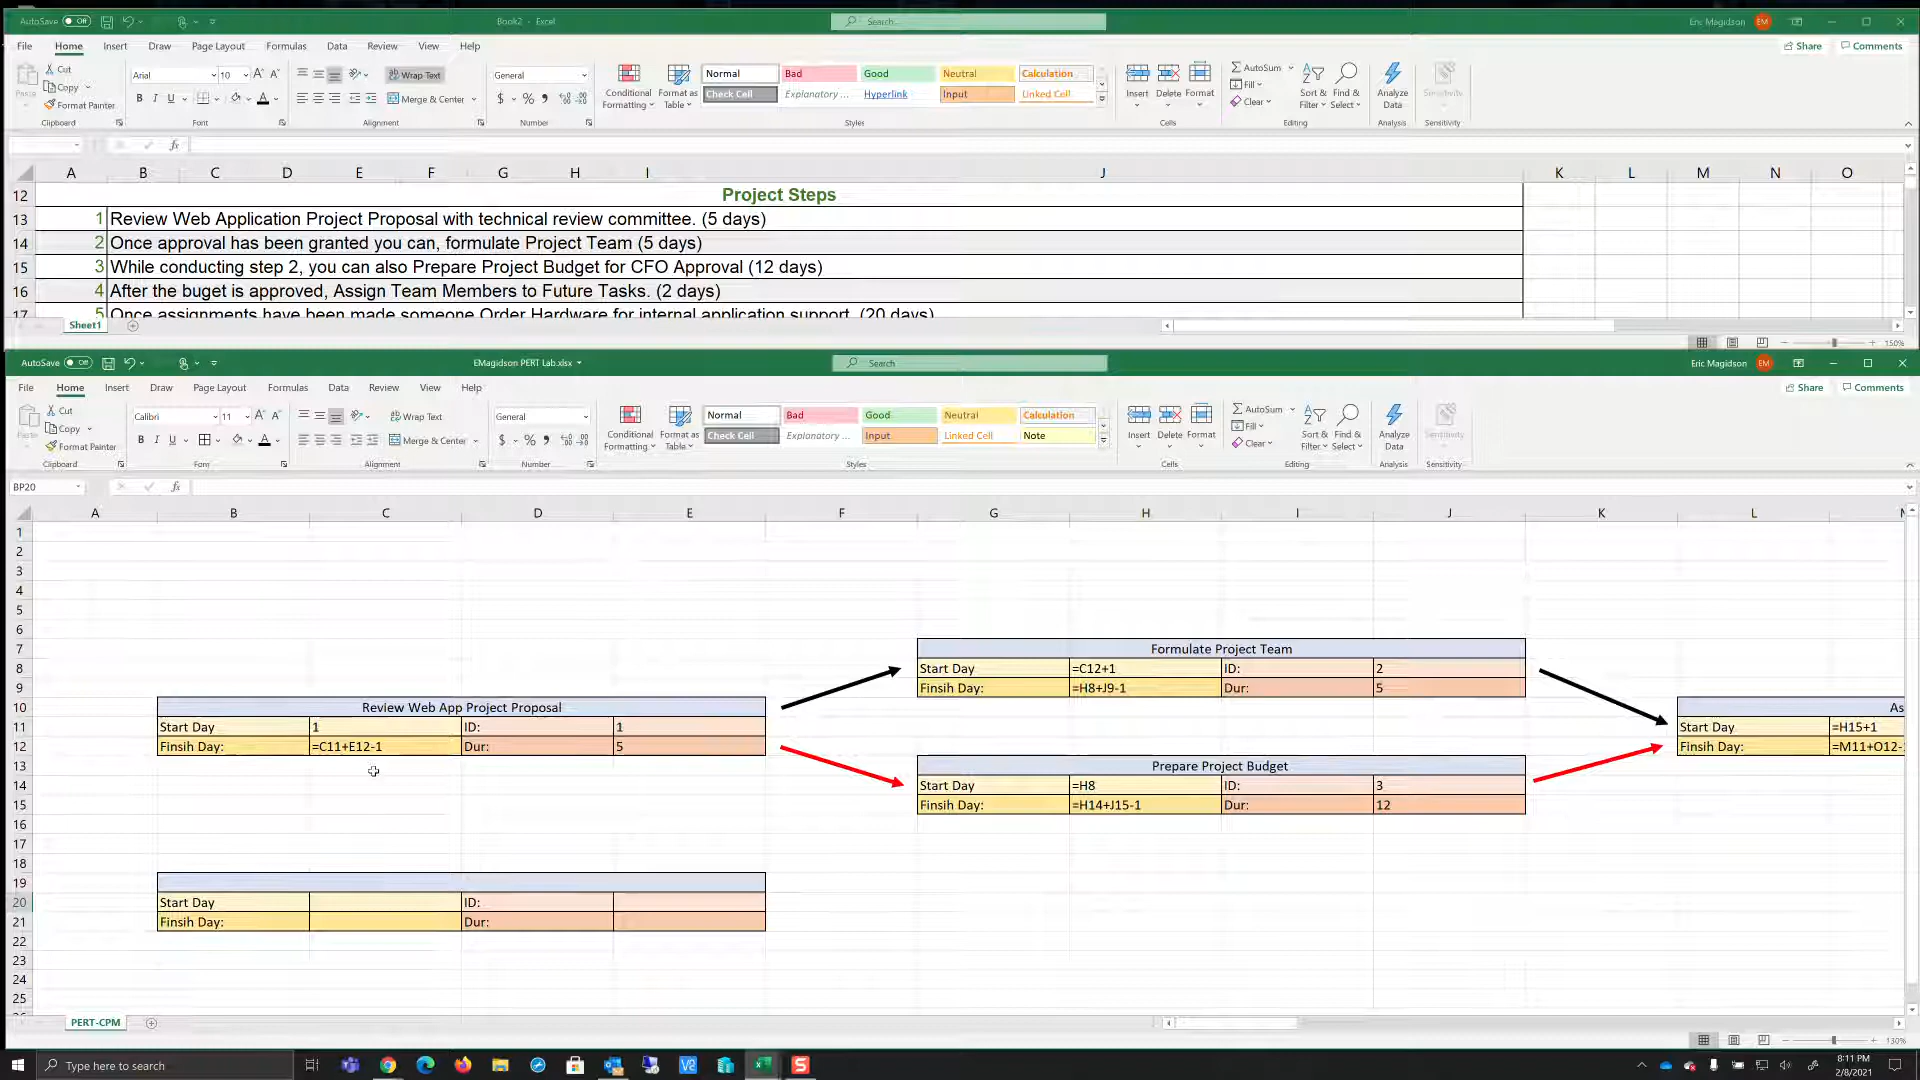 AutoSave Off Book2 - Excel Search Eric Magidson EM
File Home Insert Draw Page Layout Formulas Data Review View Help Share Comments
Cut Arial 10 Wrap Text General Normal Bad Good Neutral Calculation AutoSum
Copy Fill
Format Painter Merge & Center Check Cell Explanatory ... Hyperlink Input Linked Cell Clear
Paste Conditional Formatting Format as Table Insert Delete Format Sort & Filter Find & Select Analyze Data Sensitivity
Clipboard Font Alignment Number Styles Cells Editing Analysis Sensitivity
fx
A B C D E F G H I J K L M N O
12 Project Steps
13 1 Review Web Application Project Proposal with technical review committee. (5 days)
14 2 Once approval has been granted you can, formulate Project Team (5 days)
15 3 While conducting step 2, you can also Prepare Project Budget for CFO Approval (12 days)
16 4 After the buget is approved, Assign Team Members to Future Tasks. (2 days)
17 5 Once assignments have been made someone Order Hardware for internal application support. (20 days)
Sheet1
150%
AutoSave Off EMagidson PERT Lab.xlsx Search Eric Magidson EM
File Home Insert Draw Page Layout Formulas Data Review View Help Share Comments
Cut Calibri 11 Wrap Text General Normal Bad Good Neutral Calculation AutoSum
Copy Fill
Format Painter Merge & Center Check Cell Explanatory ... Input Linked Cell Note Clear
Paste Conditional Formatting Format as Table Insert Delete Format Sort & Filter Find & Select Analyze Data Sensitivity
Clipboard Font Alignment Number Styles Cells Editing Analysis Sensitivity
BP20 fx
A B C D E F G H I J K L
1
2
3
4
5
6
7 Formulate Project Team
8 Start Day =C12+1 ID: 2
9 Finsih Day: =H8+J9-1 Dur: 5
10 Review Web App Project Proposal As
11 Start Day 1 ID: 1 Start Day =H15+1
12 Finsih Day: =C11+E12-1 Dur: 5 Finsih Day: =M11+O12-
13 Prepare Project Budget
14 Start Day =H8 ID: 3
15 Finsih Day: =H14+J15-1 Dur: 12
16
17
18
19
20 Start Day ID:
21 Finsih Day: Dur:
22
23
24
25
PERT-CPM
130%
Type here to search 8:11 PM
2/8/2021